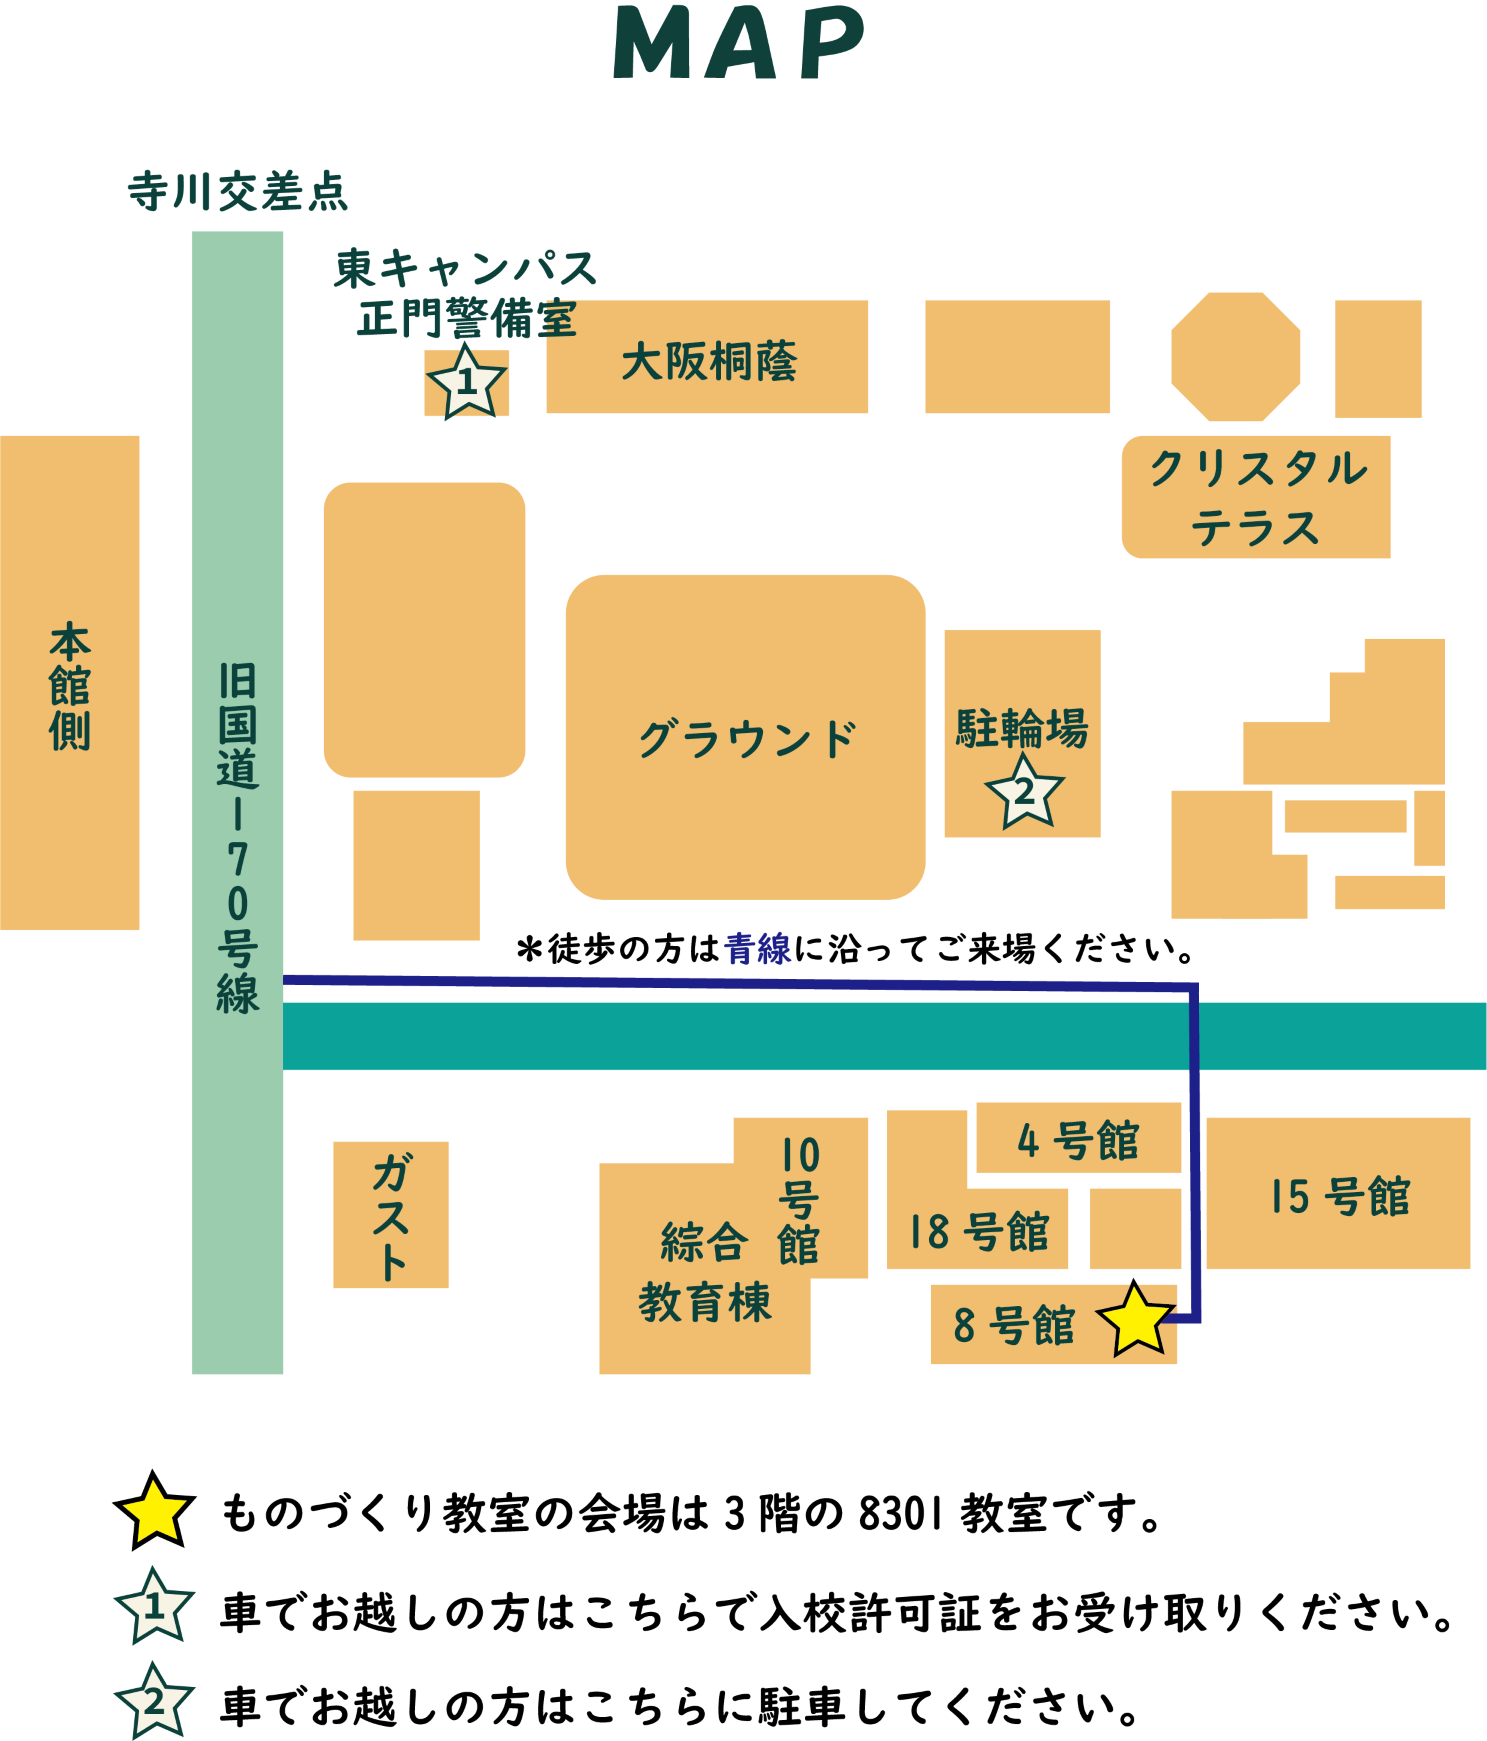 MAP
寺川交差点
東キャンパス
正門警備室
1
大阪桐蔭
クリスタル
テラス
本館側
旧国道170号線
グラウンド
駐輪場
2
＊徒歩の方は青線に沿ってご来場ください。
ガスト
綜合
教育棟
10号館
18号館
4号館
15号館
8号館
ものづくり教室の会場は3階の8301教室です。
1
車でお越しの方はこちらで入校許可証をお受け取りください。
2
車でお越しの方はこちらに駐車してください。